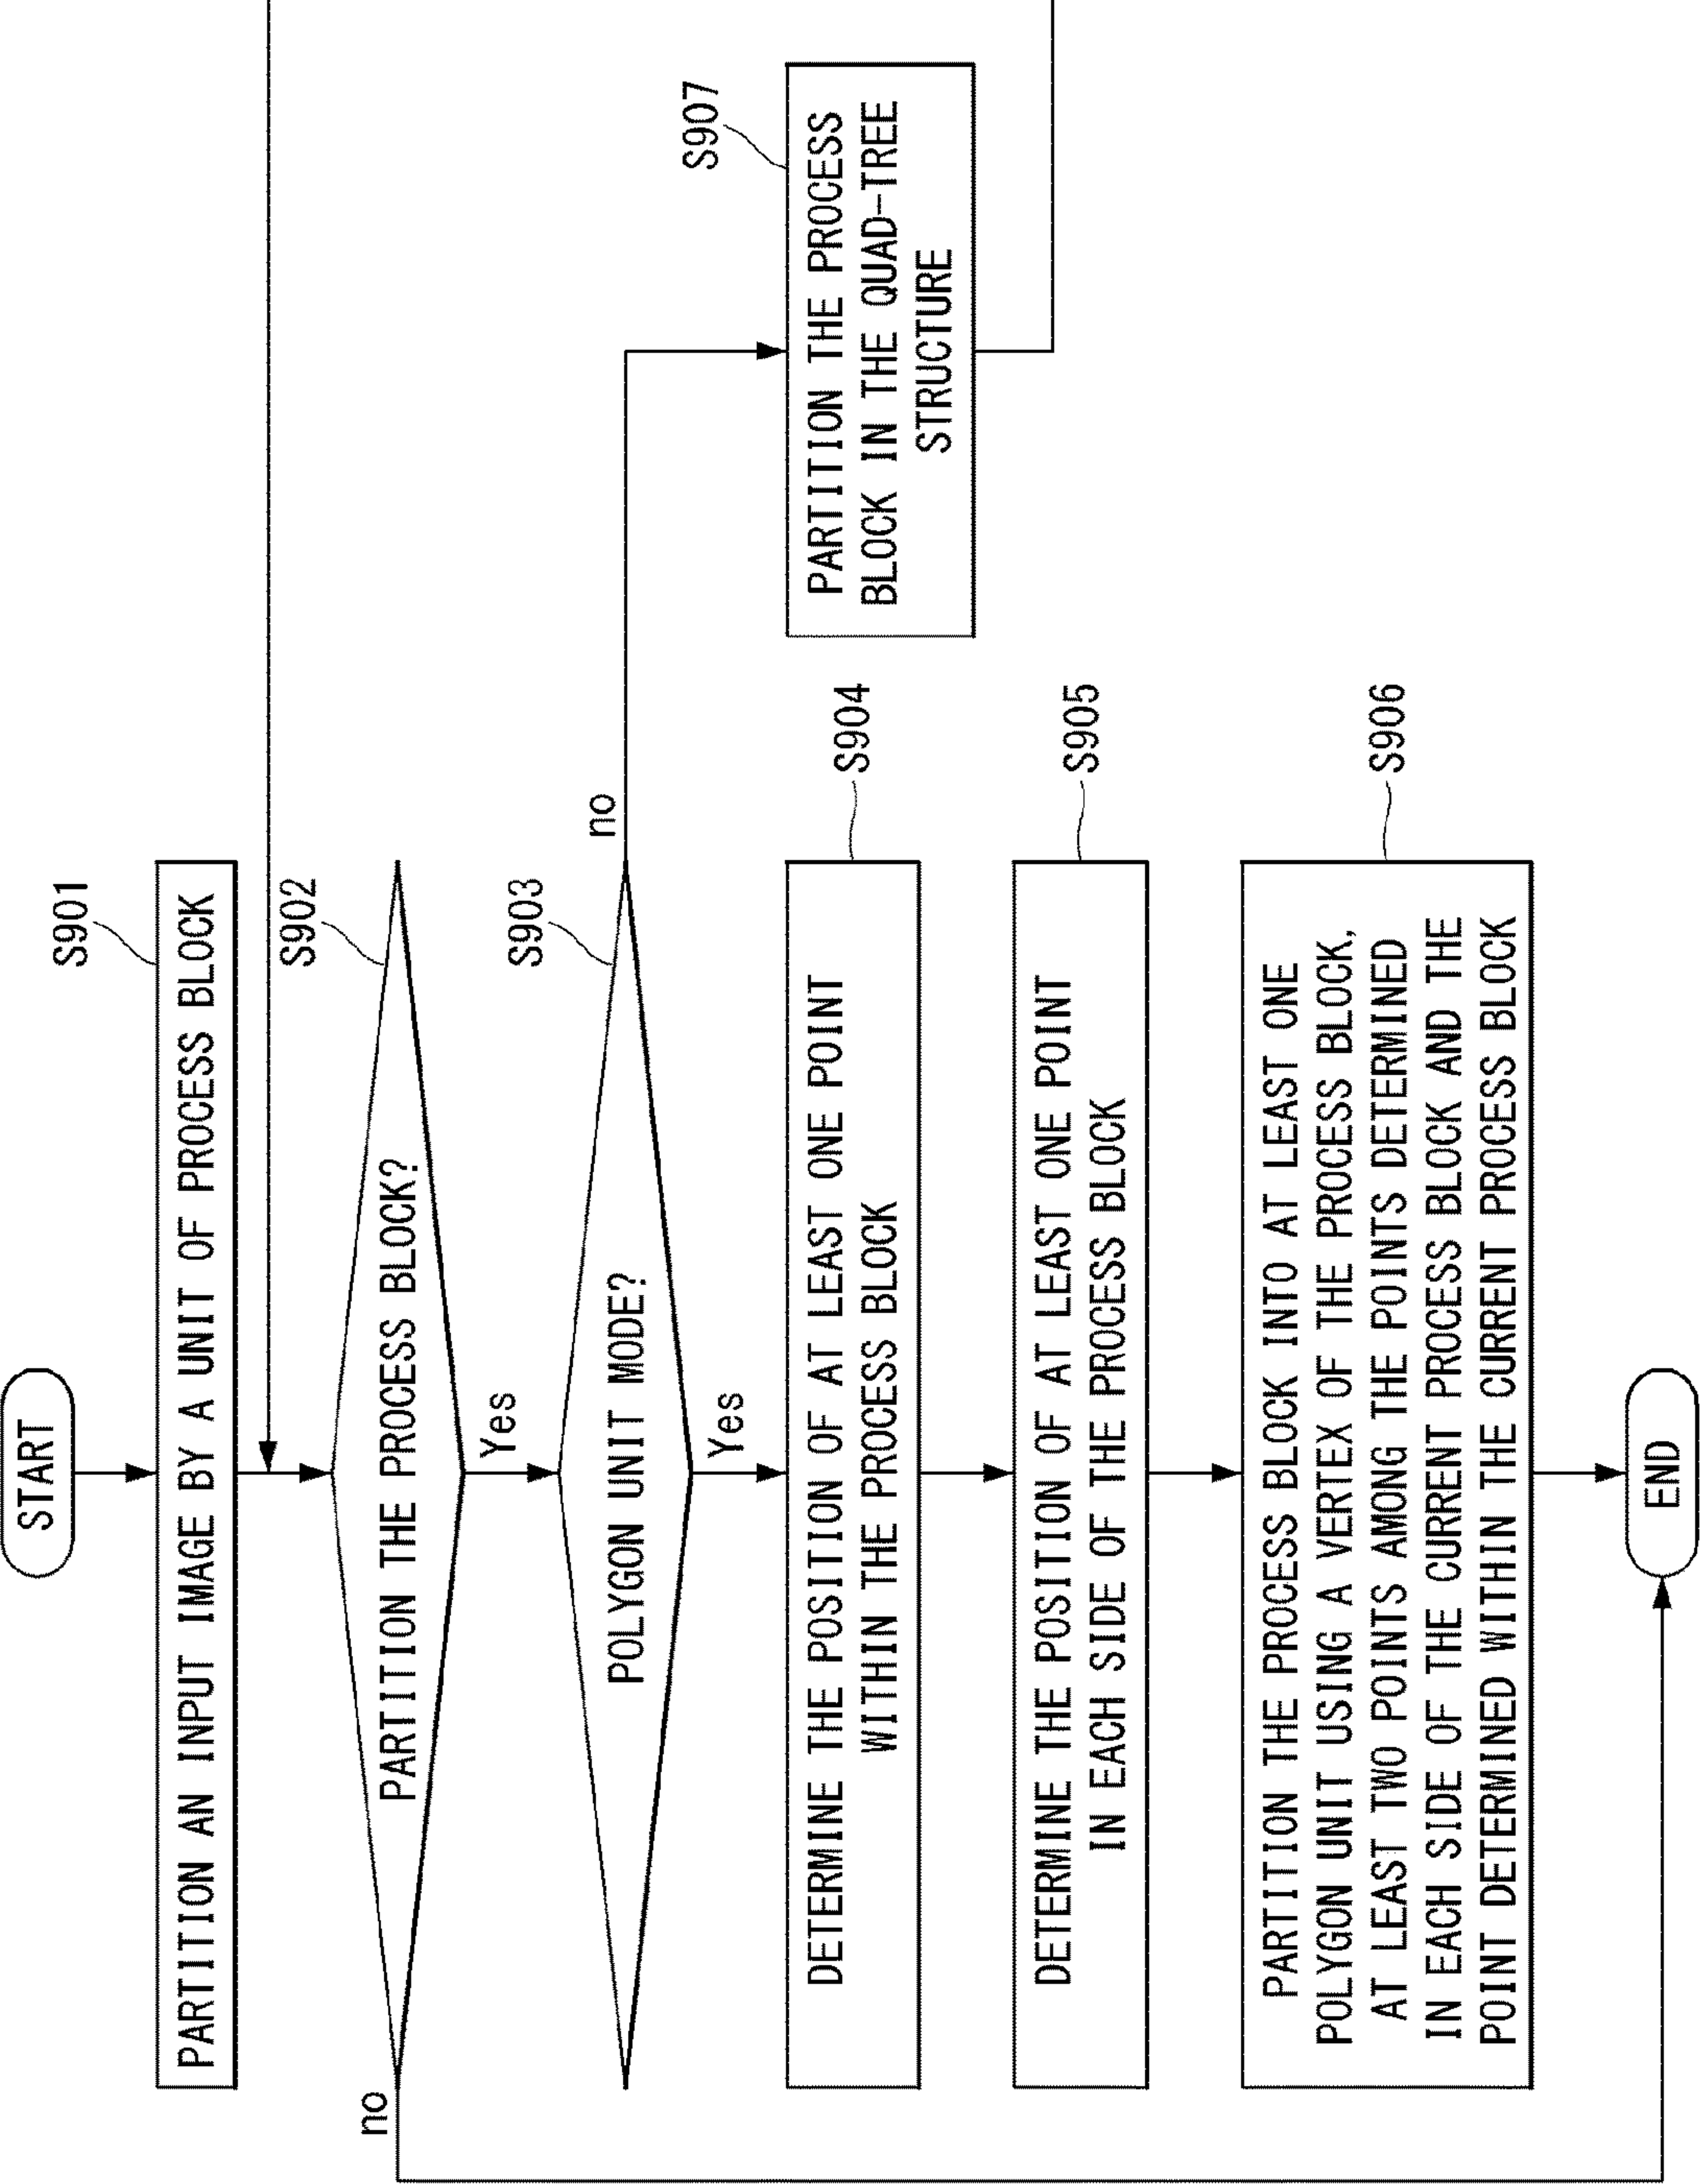 START
S901
PARTITION AN INPUT IMAGE BY A UNIT OF PROCESS BLOCK
S902
PARTITION THE PROCESS BLOCK?
no
Yes
S903
POLYGON UNIT MODE?
no
Yes
S907
PARTITION THE PROCESS
BLOCK IN THE QUAD-TREE
STRUCTURE
S904
DETERMINE THE POSITION OF AT LEAST ONE POINT
WITHIN THE PROCESS BLOCK
S905
DETERMINE THE POSITION OF AT LEAST ONE POINT
IN EACH SIDE OF THE PROCESS BLOCK
S906
PARTITION THE PROCESS BLOCK INTO AT LEAST ONE
POLYGON UNIT USING A VERTEX OF THE PROCESS BLOCK,
AT LEAST TWO POINTS AMONG THE POINTS DETERMINED
IN EACH SIDE OF THE CURRENT PROCESS BLOCK AND THE
POINT DETERMINED WITHIN THE CURRENT PROCESS BLOCK
END